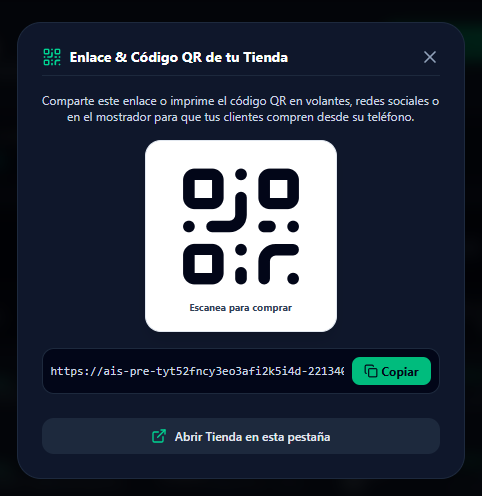 Enlace & Código QR de tu Tienda
Comparte este enlace o imprime el código QR en volantes, redes sociales o
en el mostrador para que tus clientes compren desde su teléfono.
Escanea para comprar
https://ais-pre-tyt52fncy3eo3afi2k5i4d-22134
Copiar
Abrir Tienda en esta pestaña